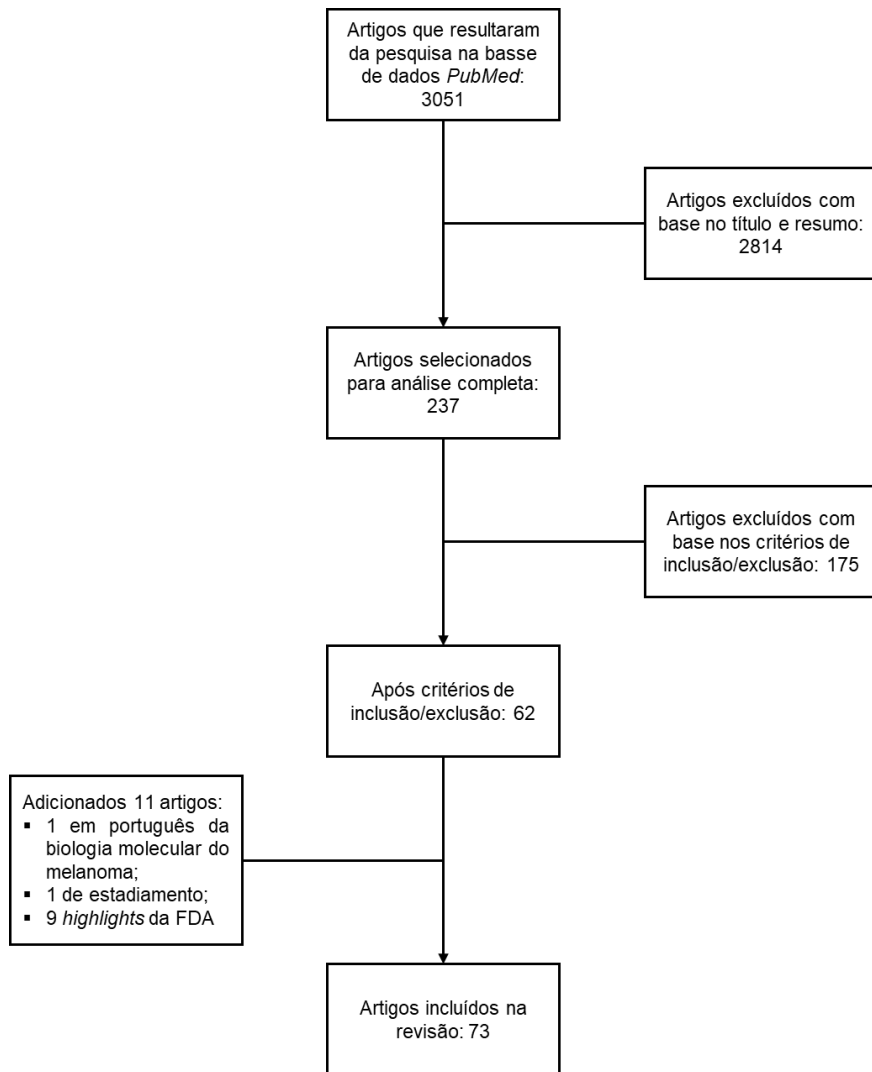 Artigos que resultaram
da pesquisa na basse
de dados PubMed:
3051
Artigos excluídos com
base no título e resumo:
2814
Artigos selecionados
para análise completa:
237
Artigos excluídos com
base nos critérios de
inclusão/exclusão: 175
Após critérios de
inclusão/exclusão: 62
Adicionados 11 artigos:
▪ 1 em português da
biologia molecular do
melanoma;
▪ 1 de estadiamento;
▪ 9 highlights da FDA
Artigos incluídos na
revisão: 73